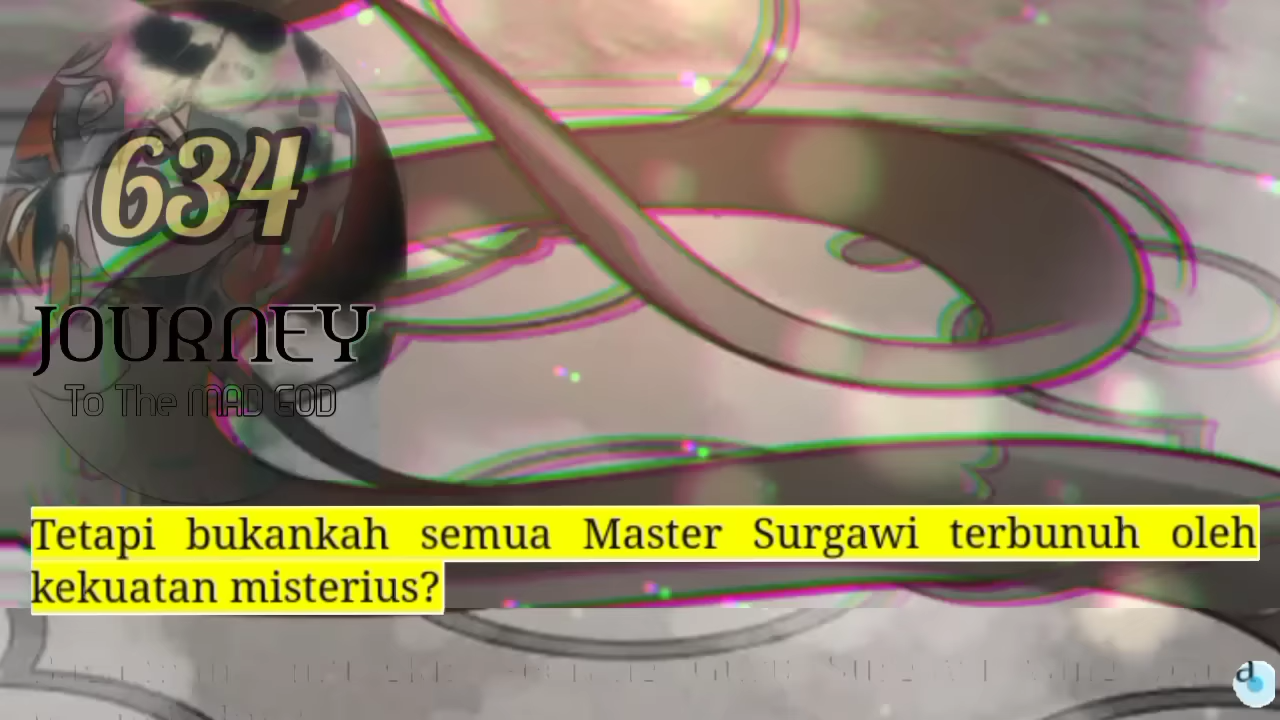 634
JOURNEY
To The MAD GOD
Tetapi bukankah semua Master Surgawi terbunuh oleh
kekuatan misterius?
a